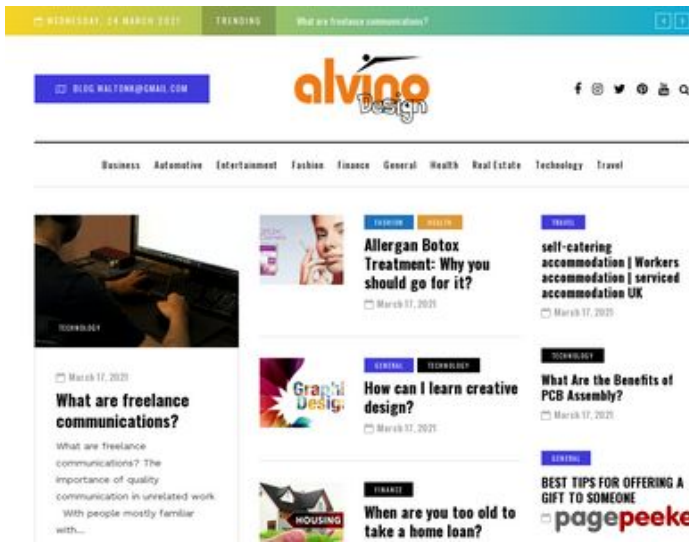 WEDNESDAY, 24 MARCH 2021
TRENDING
What are freelance communications?
BLOG.WALTONK@GMAIL.COM
alvino
Design
Business Automotive Entertainment Fashion Finance General Health Real Estate Technology Travel
TECHNOLOGY
March 17, 2021
What are freelance
communications?
What are freelance
communications? The
importance of quality
communication in unrelated work
With people mostly familiar
with...
FASHION HEALTH
Allergan Botox
Treatment: Why you
should go for it?
March 17, 2021
Graphic
Design
GENERAL TECHNOLOGY
How can I learn creative
design?
March 17, 2021
HOUSING
FINANCE
When are you too old to
take a home loan?
TRAVEL
self-catering
accommodation | Workers
accommodation | serviced
accommodation UK
March 17, 2021
TECHNOLOGY
What Are the Benefits of
PCB Assembly?
March 17, 2021
GENERAL
BEST TIPS FOR OFFERING A
GIFT TO SOMEONE
pagepeeke